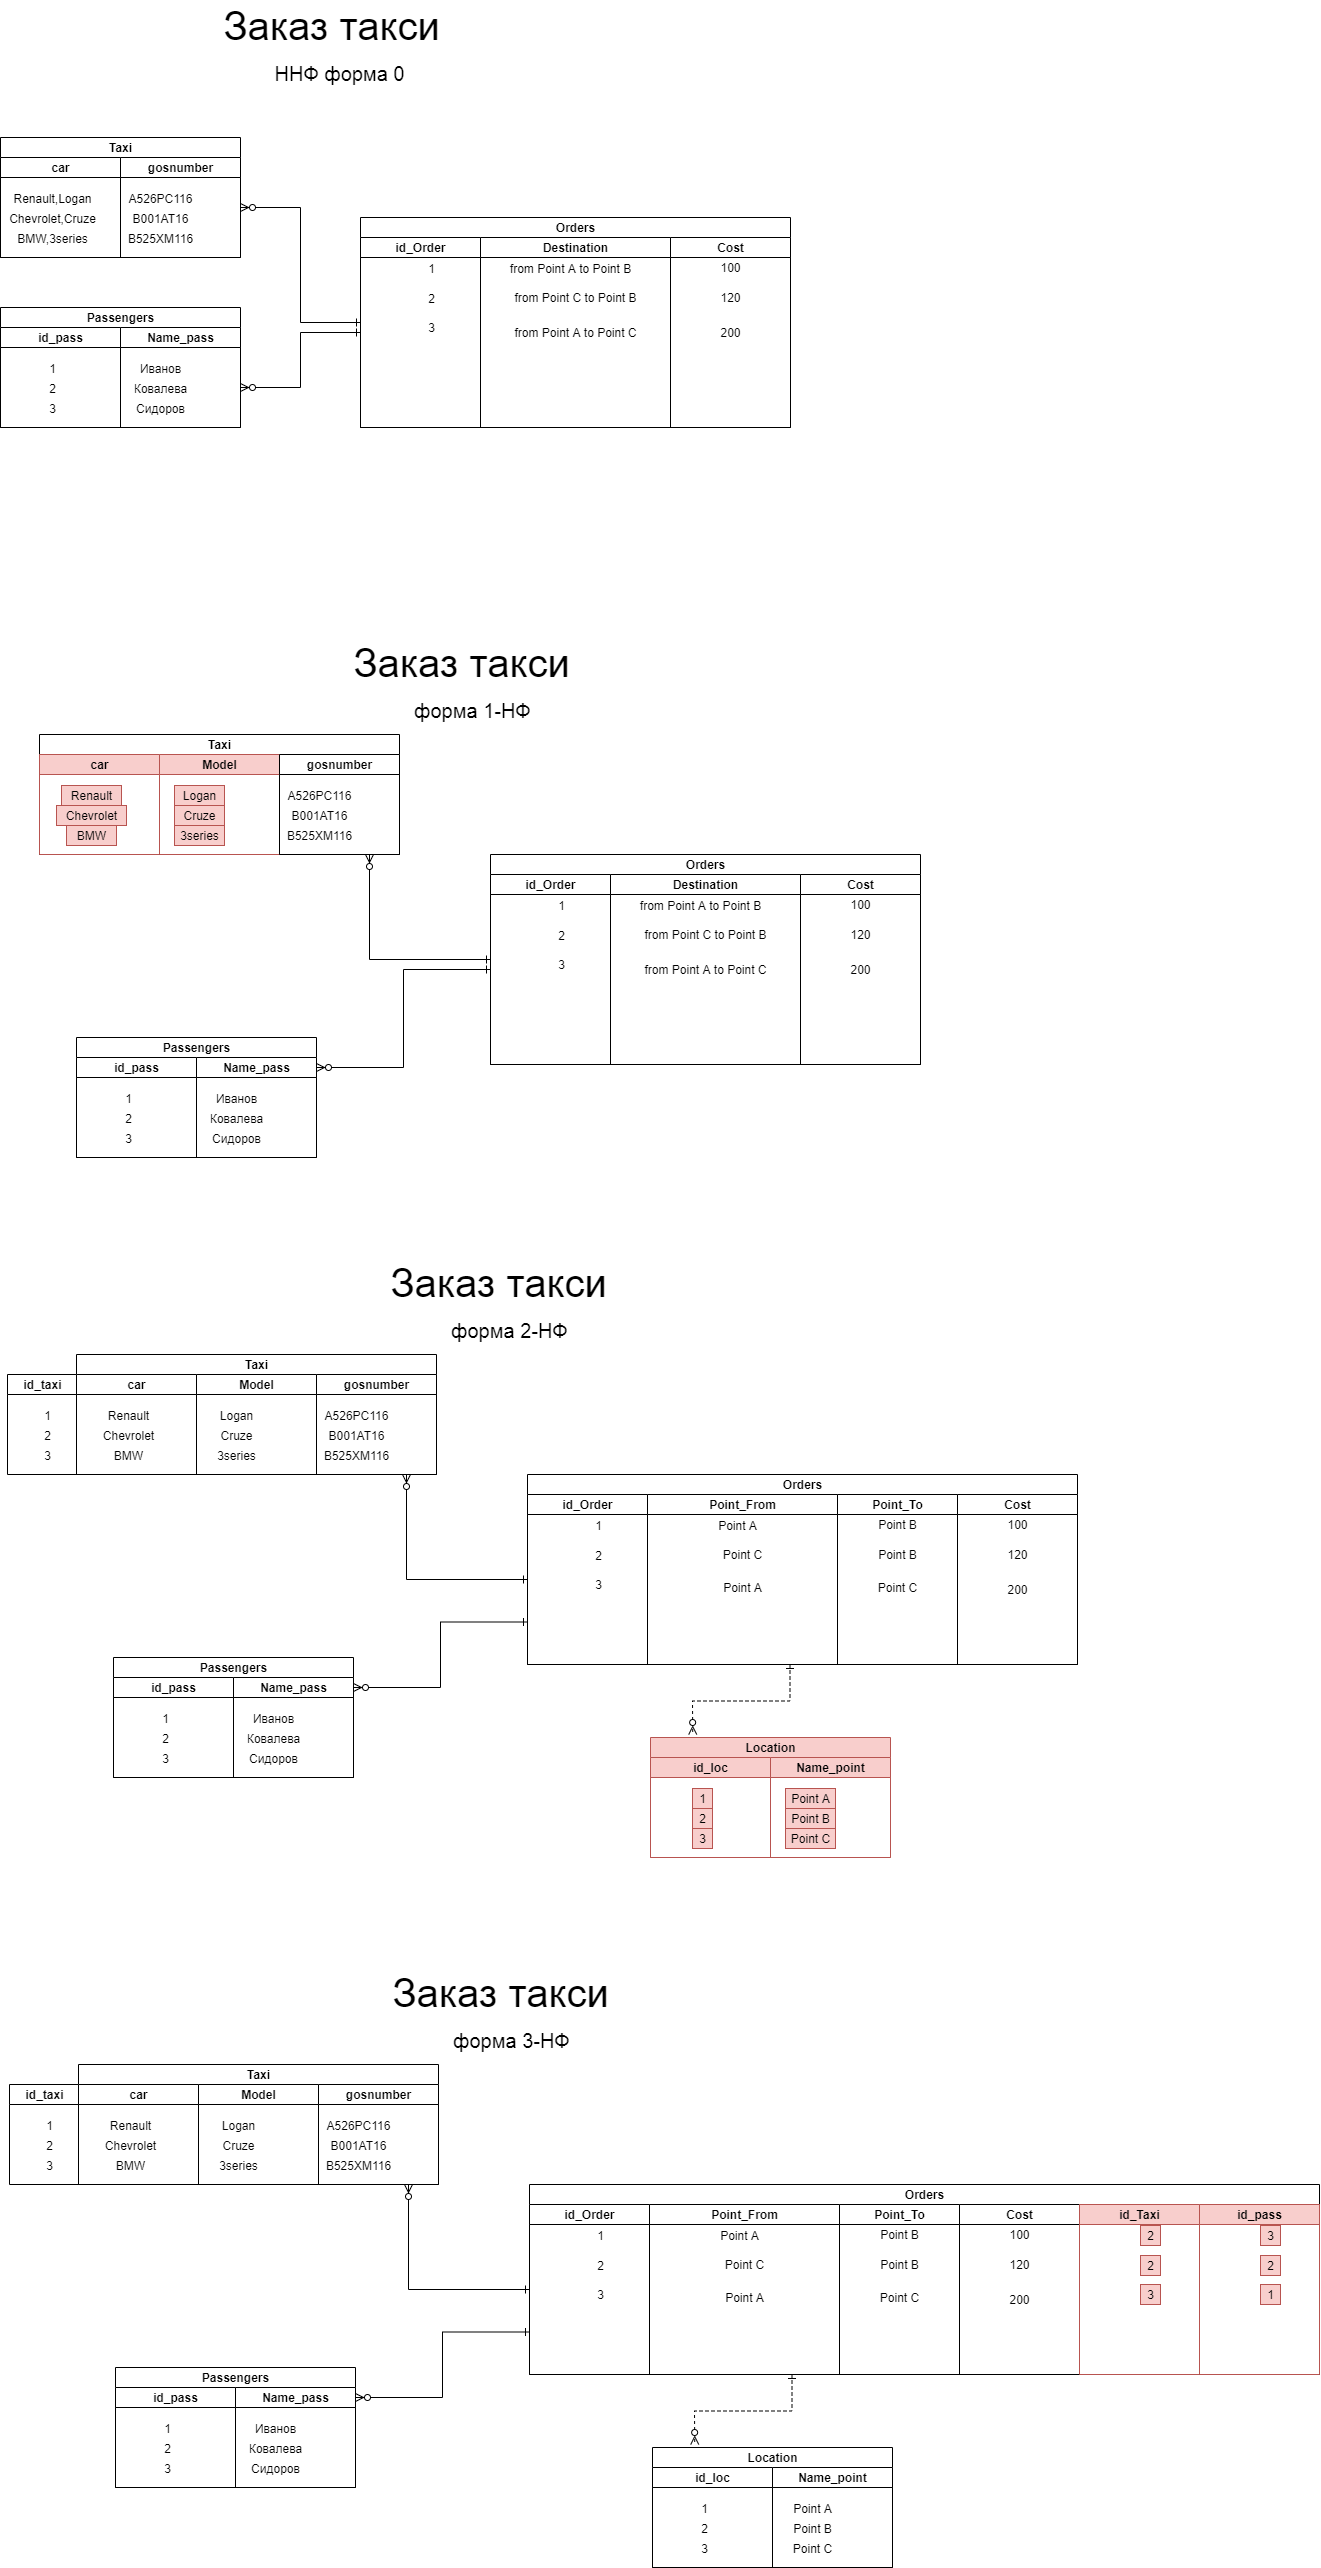 Заказ такси
ННФ форма 0
Taxi
car gosnumber
Renault,Logan A526PC116
Chevrolet,Cruze B001AT16
BMW,3series B525XM116
Orders
id_Order Destination Cost
1 from Point A to Point B 100
2 from Point C to Point B 120
3 from Point A to Point C 200
Passengers
id_pass Name_pass
1 Иванов
2 Ковалева
3 Сидоров
Заказ такси
форма 1-НФ
Taxi
car Model gosnumber
Renault Logan A526PC116
Chevrolet Cruze B001AT16
BMW 3series B525XM116
Orders
id_Order Destination Cost
1 from Point A to Point B 100
2 from Point C to Point B 120
3 from Point A to Point C 200
Passengers
id_pass Name_pass
1 Иванов
2 Ковалева
3 Сидоров
Заказ такси
форма 2-НФ
Taxi
id_taxi car Model gosnumber
1 Renault Logan A526PC116
2 Chevrolet Cruze B001AT16
3 BMW 3series B525XM116
Orders
id_Order Point_From Point_To Cost
1 Point A Point B 100
2 Point C Point B 120
3 Point A Point C 200
Passengers
id_pass Name_pass
1 Иванов
2 Ковалева
3 Сидоров
Location
id_loc Name_point
1 Point A
2 Point B
3 Point C
Заказ такси
форма 3-НФ
Taxi
id_taxi car Model gosnumber
1 Renault Logan A526PC116
2 Chevrolet Cruze B001AT16
3 BMW 3series B525XM116
Orders
id_Order Point_From Point_To Cost id_Taxi id_pass
1 Point A Point B 100 2 3
2 Point C Point B 120 2 2
3 Point A Point C 200 3 1
Passengers
id_pass Name_pass
1 Иванов
2 Ковалева
3 Сидоров
Location
id_loc Name_point
1 Point A
2 Point B
3 Point C